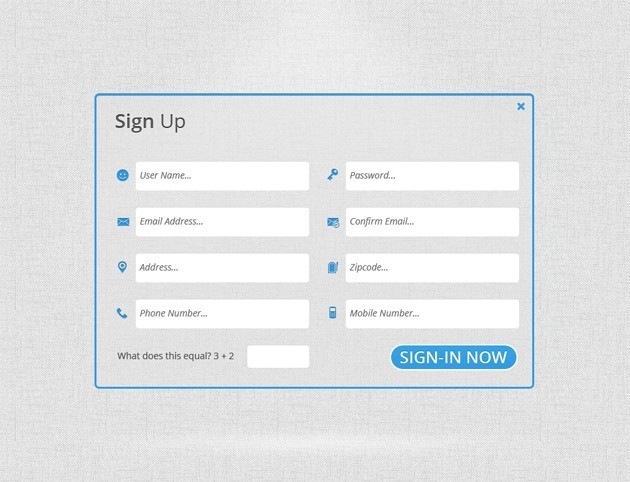 Sign Up
User Name...
Password...
Email Address...
Confirm Email...
Address...
Zipcode...
Phone Number...
Mobile Number...
What does this equal? 3 + 2
SIGN-IN NOW